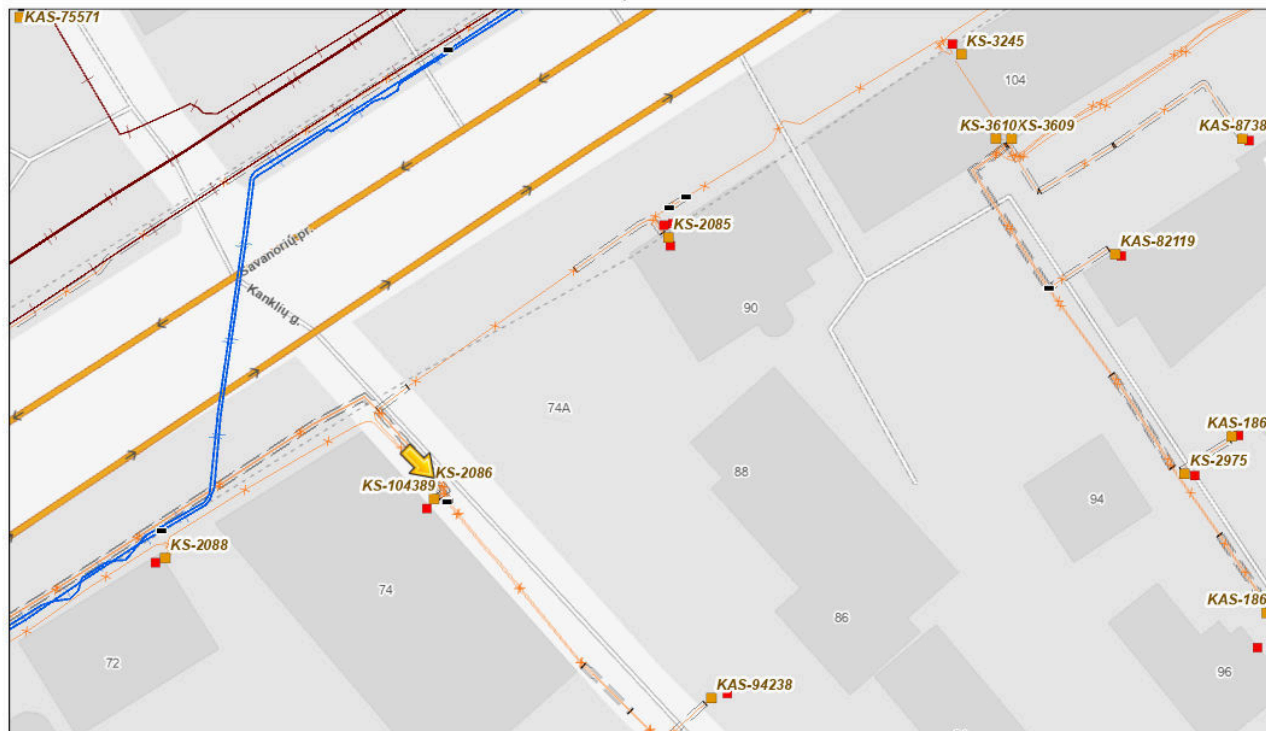 KAS-75571
KS-3245
104
KS-3610
KS-3609
KAS-8738
Savanorių pr.
KS-2085
KAS-82119
Kanklių g.
90
74A
KAS-186
88
KS-2086
KS-2975
KS-104389
94
KS-2088
74
KAS-186
86
72
96
KAS-94238